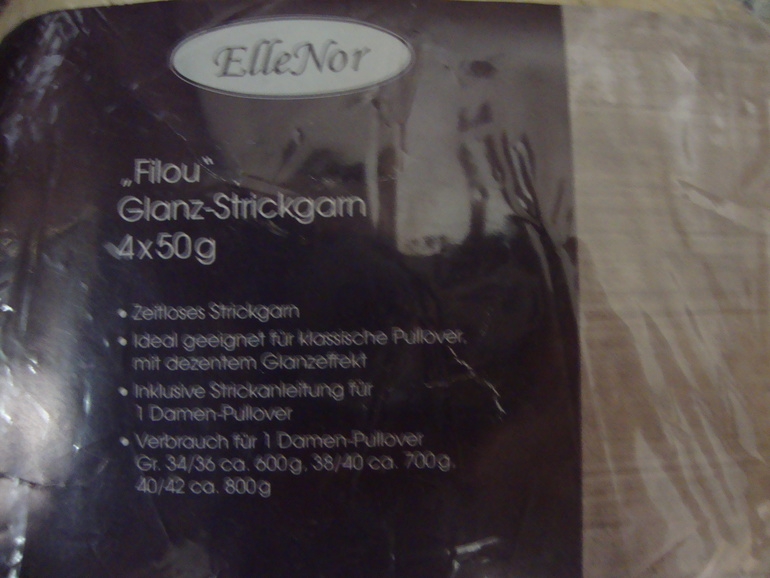 ElleNor
„Filou“
Glanz-Strickgarn
4x50g
• Zeitloses Strickgarn
• Ideal geeignet für klassische Pullover,
mit dezentem Glanzeffekt
• Inklusive Strickanleitung für
1 Damen-Pullover
• Verbrauch für 1 Damen-Pullover
Gr. 34/36 ca. 600g, 38/40 ca. 700g,
40/42 ca. 800g